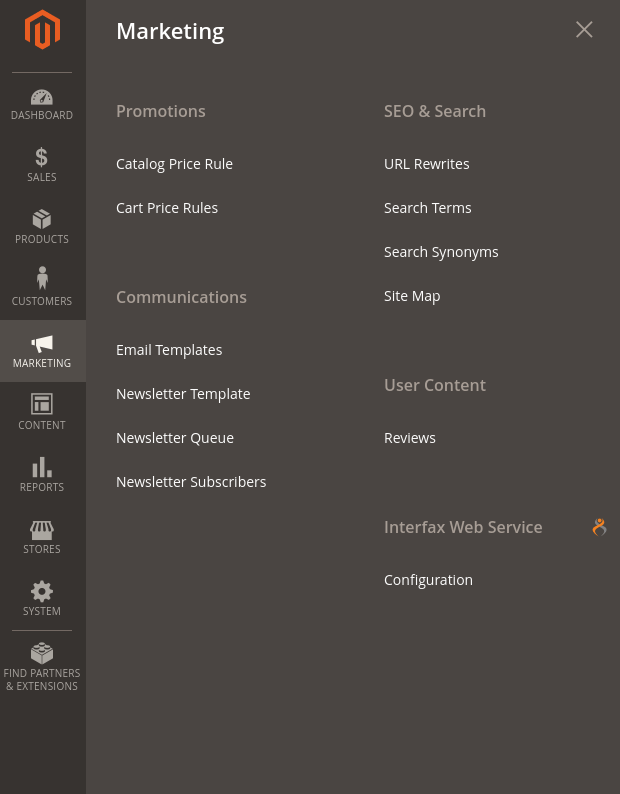 DASHBOARD
SALES
PRODUCTS
CUSTOMERS
MARKETING
CONTENT
REPORTS
STORES
SYSTEM
FIND PARTNERS
& EXTENSIONS
Marketing
Promotions
Catalog Price Rule
Cart Price Rules
Communications
Email Templates
Newsletter Template
Newsletter Queue
Newsletter Subscribers
SEO & Search
URL Rewrites
Search Terms
Search Synonyms
Site Map
User Content
Reviews
Interfax Web Service
Configuration